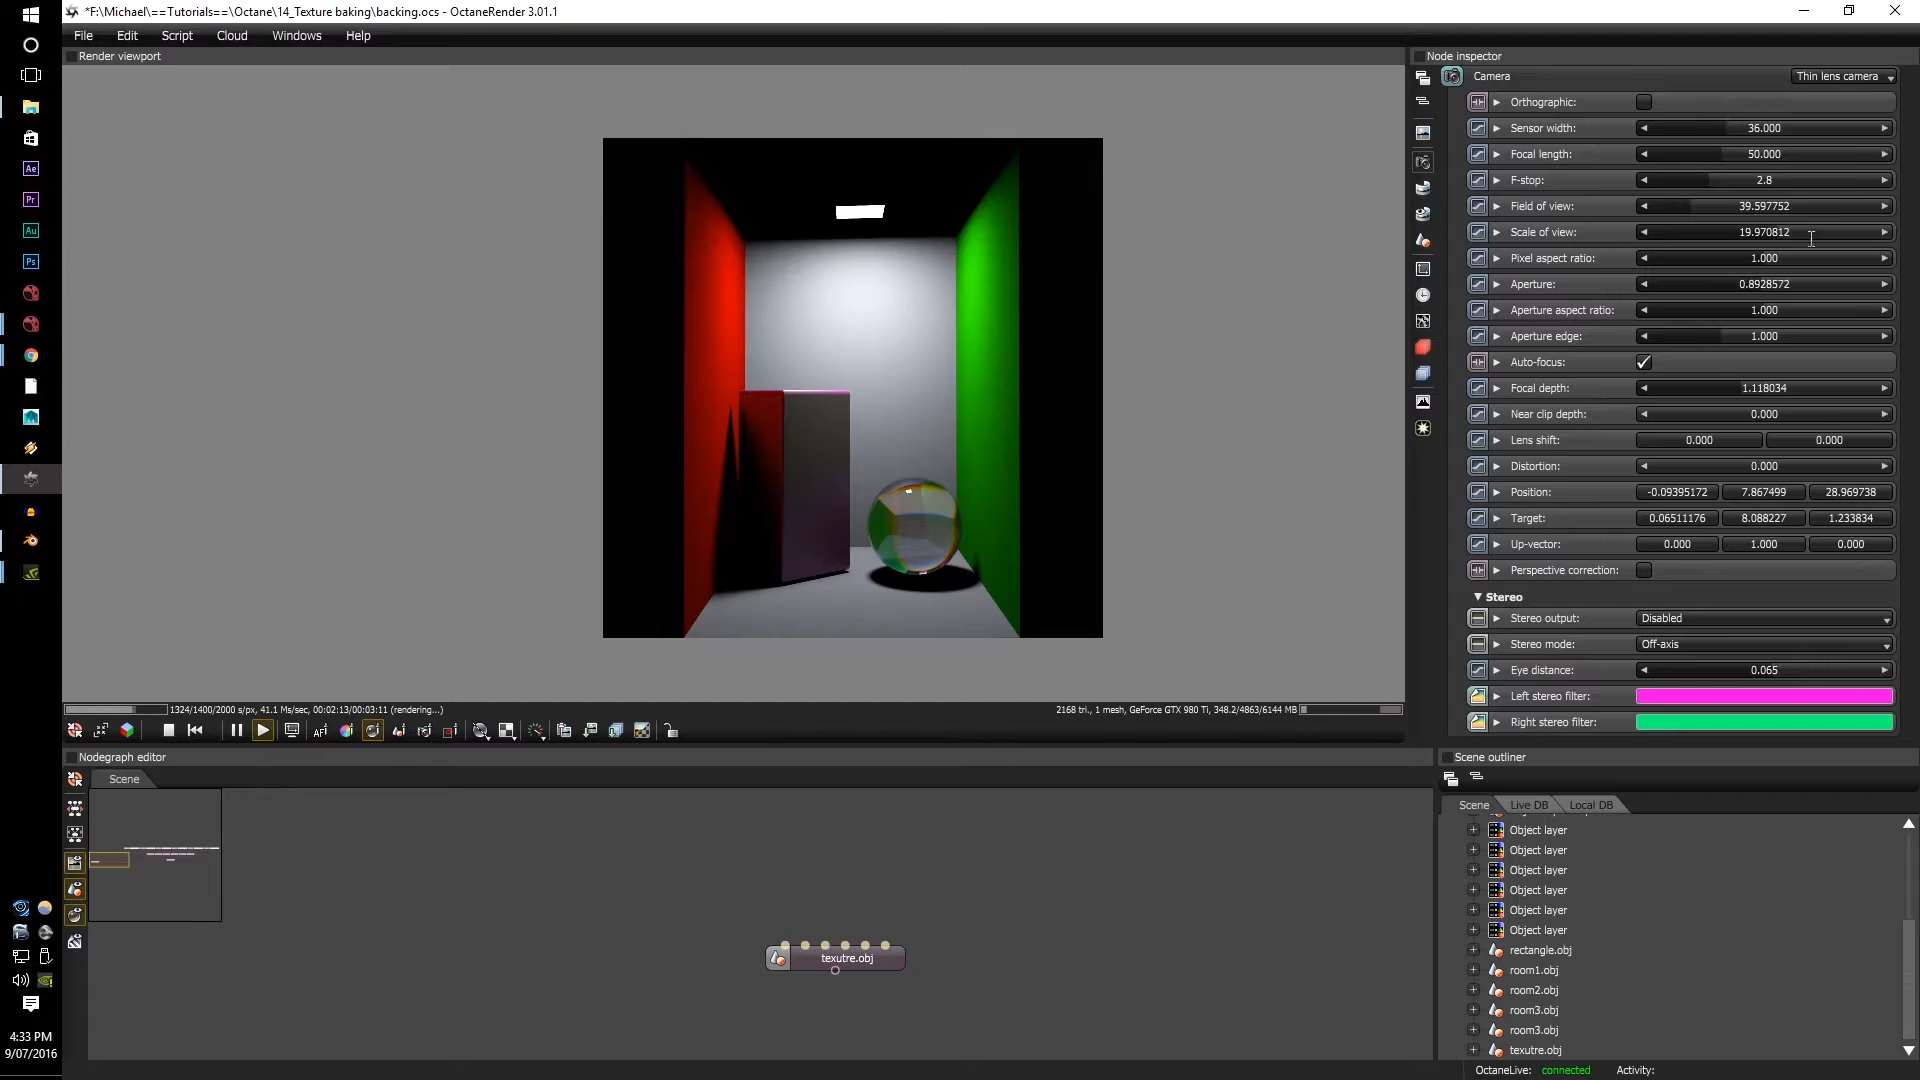 *F:\Michael\==Tutorials==\Octane\14_Texture baking\backing.ocs - OctaneRender 3.01.1
File Edit Script Cloud Windows Help
Render viewport
Node inspector
Camera Thin lens camera
Orthographic:
Sensor width: 36.000
Focal length: 50.000
F-stop: 2.8
Field of view: 39.597752
Scale of view: 19.970812
Pixel aspect ratio: 1.000
Aperture: 0.8928572
Aperture aspect ratio: 1.000
Aperture edge: 1.000
Auto-focus:
Focal depth: 1.118034
Near clip depth: 0.000
Lens shift: 0.000 0.000
Distortion: 0.000
Position: -0.09395172 7.867499 28.969738
Target: 0.06511176 8.088227 1.233834
Up-vector: 0.000 1.000 0.000
Perspective correction:
Stereo
Stereo output: Disabled
Stereo mode: Off-axis
Eye distance: 0.065
Left stereo filter:
Right stereo filter:
1324/1400/2000 s/px, 41.1 Ms/sec, 00:02:13/00:03:11 (rendering...)
2168 tri., 1 mesh, GeForce GTX 980 Ti, 348.2/4863/6144 MB
AF
Nodegraph editor
Scene
texutre.obj
Scene outliner
Scene Live DB Local DB
Object layer
Object layer
Object layer
Object layer
Object layer
Object layer
rectangle.obj
room1.obj
room2.obj
room3.obj
room3.obj
texutre.obj
OctaneLive: connected Activity:
Ae
Pr
Au
Ps
4:33 PM
9/07/2016